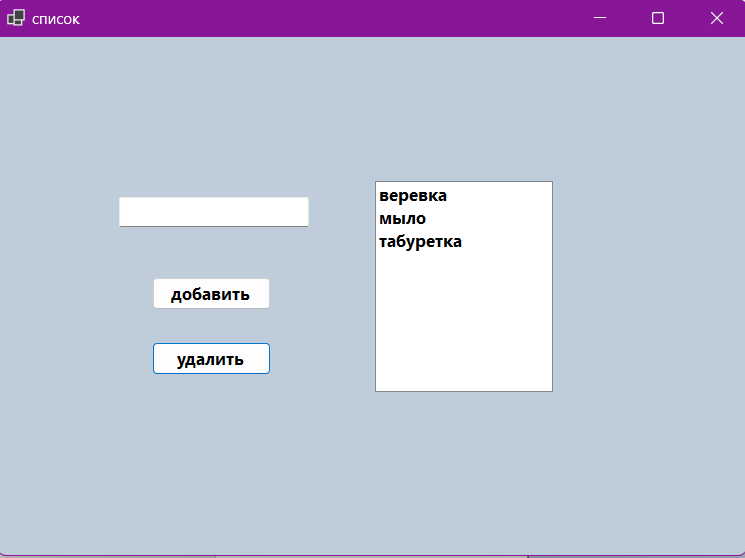 список
добавить
удалить
веревка
мыло
табуретка